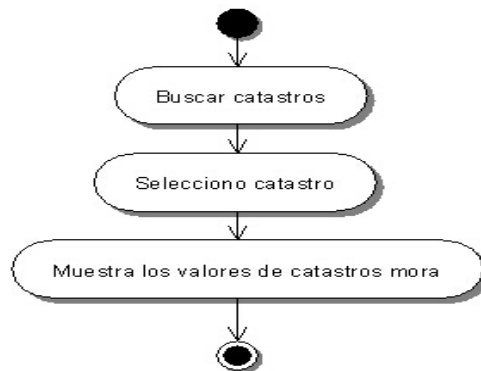 Buscar catastros
Selecciono catastro
Muestra los valores de catastros mora